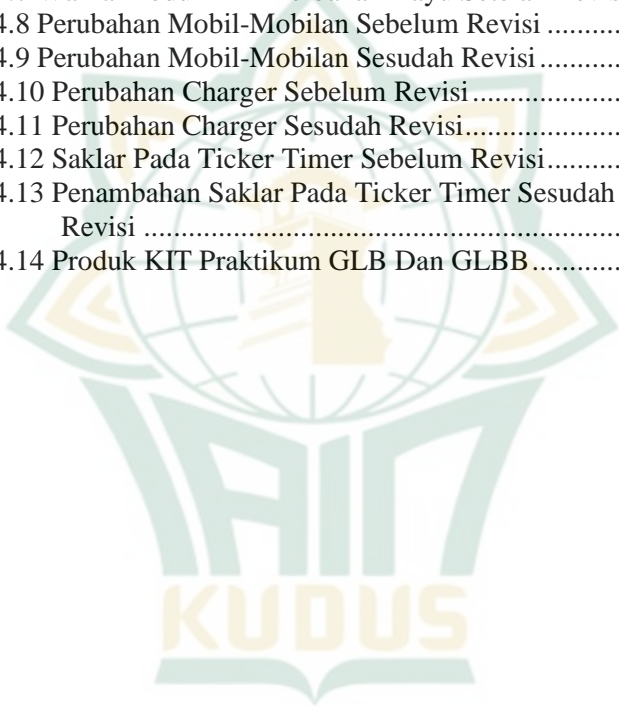 4.8 Perubahan Mobil-Mobilan Sebelum Revisi ...........
4.9 Perubahan Mobil-Mobilan Sesudah Revisi ............
4.10 Perubahan Charger Sebelum Revisi .....................
4.11 Perubahan Charger Sesudah Revisi......................
4.12 Saklar Pada Ticker Timer Sebelum Revisi...........
4.13 Penambahan Saklar Pada Ticker Timer Sesudah
Revisi ....................................................................
4.14 Produk KIT Praktikum GLB Dan GLBB.............
IAIN
KUDUS